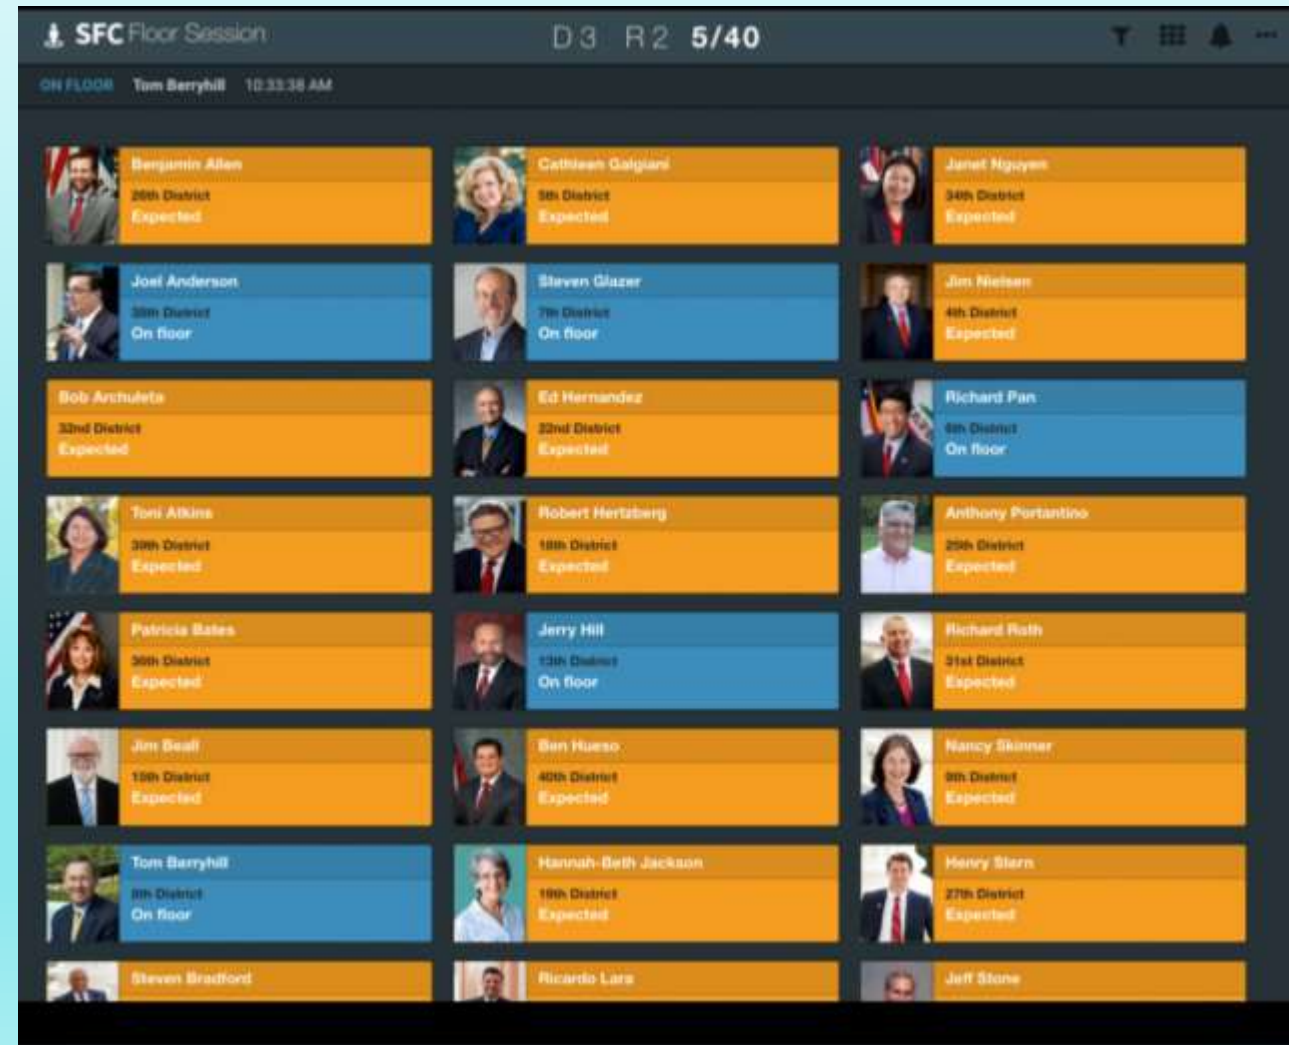 SFC Floor Session
D 3 R 2 5/40
ON FLOOR Tom Berryhill 10:33:38 AM
Benjamin Allen
26th District
Expected
Cathleen Galgiani
5th District
Expected
Janet Nguyen
34th District
Expected
Joel Anderson
38th District
On floor
Steven Glazer
7th District
On floor
Jim Nielsen
4th District
Expected
Bob Archuleta
32nd District
Expected
Ed Hernandez
22nd District
Expected
Richard Pan
6th District
On floor
Toni Atkins
39th District
Expected
Robert Hertzberg
18th District
Expected
Anthony Portantino
25th District
Expected
Patricia Bates
36th District
Expected
Jerry Hill
13th District
On floor
Richard Roth
31st District
Expected
Jim Beall
15th District
Expected
Ben Hueso
40th District
Expected
Nancy Skinner
9th District
Expected
Tom Berryhill
8th District
On floor
Hannah-Beth Jackson
19th District
Expected
Henry Stern
27th District
Expected
Steven Bradford
Ricardo Lara
Jeff Stone